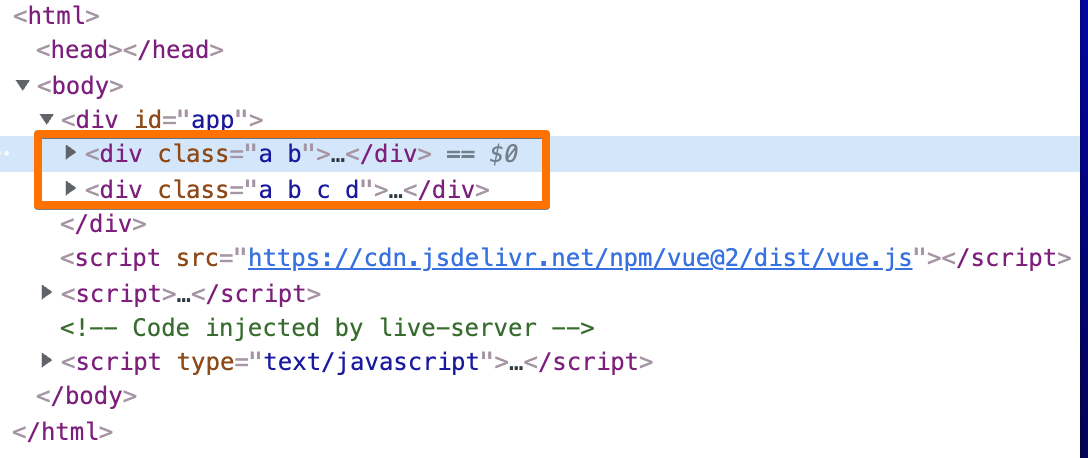 <html>
<head></head>
▼ <body>
▼ <div id="app">
▶ <div class="a b">…</div> == $0
▶ <div class="a b c d">…</div>
</div>
<script src="https://cdn.jsdelivr.net/npm/vue@2/dist/vue.js"></script>
▶ <script>…</script>
<!-- Code injected by live-server -->
▶ <script type="text/javascript">…</script>
</body>
</html>